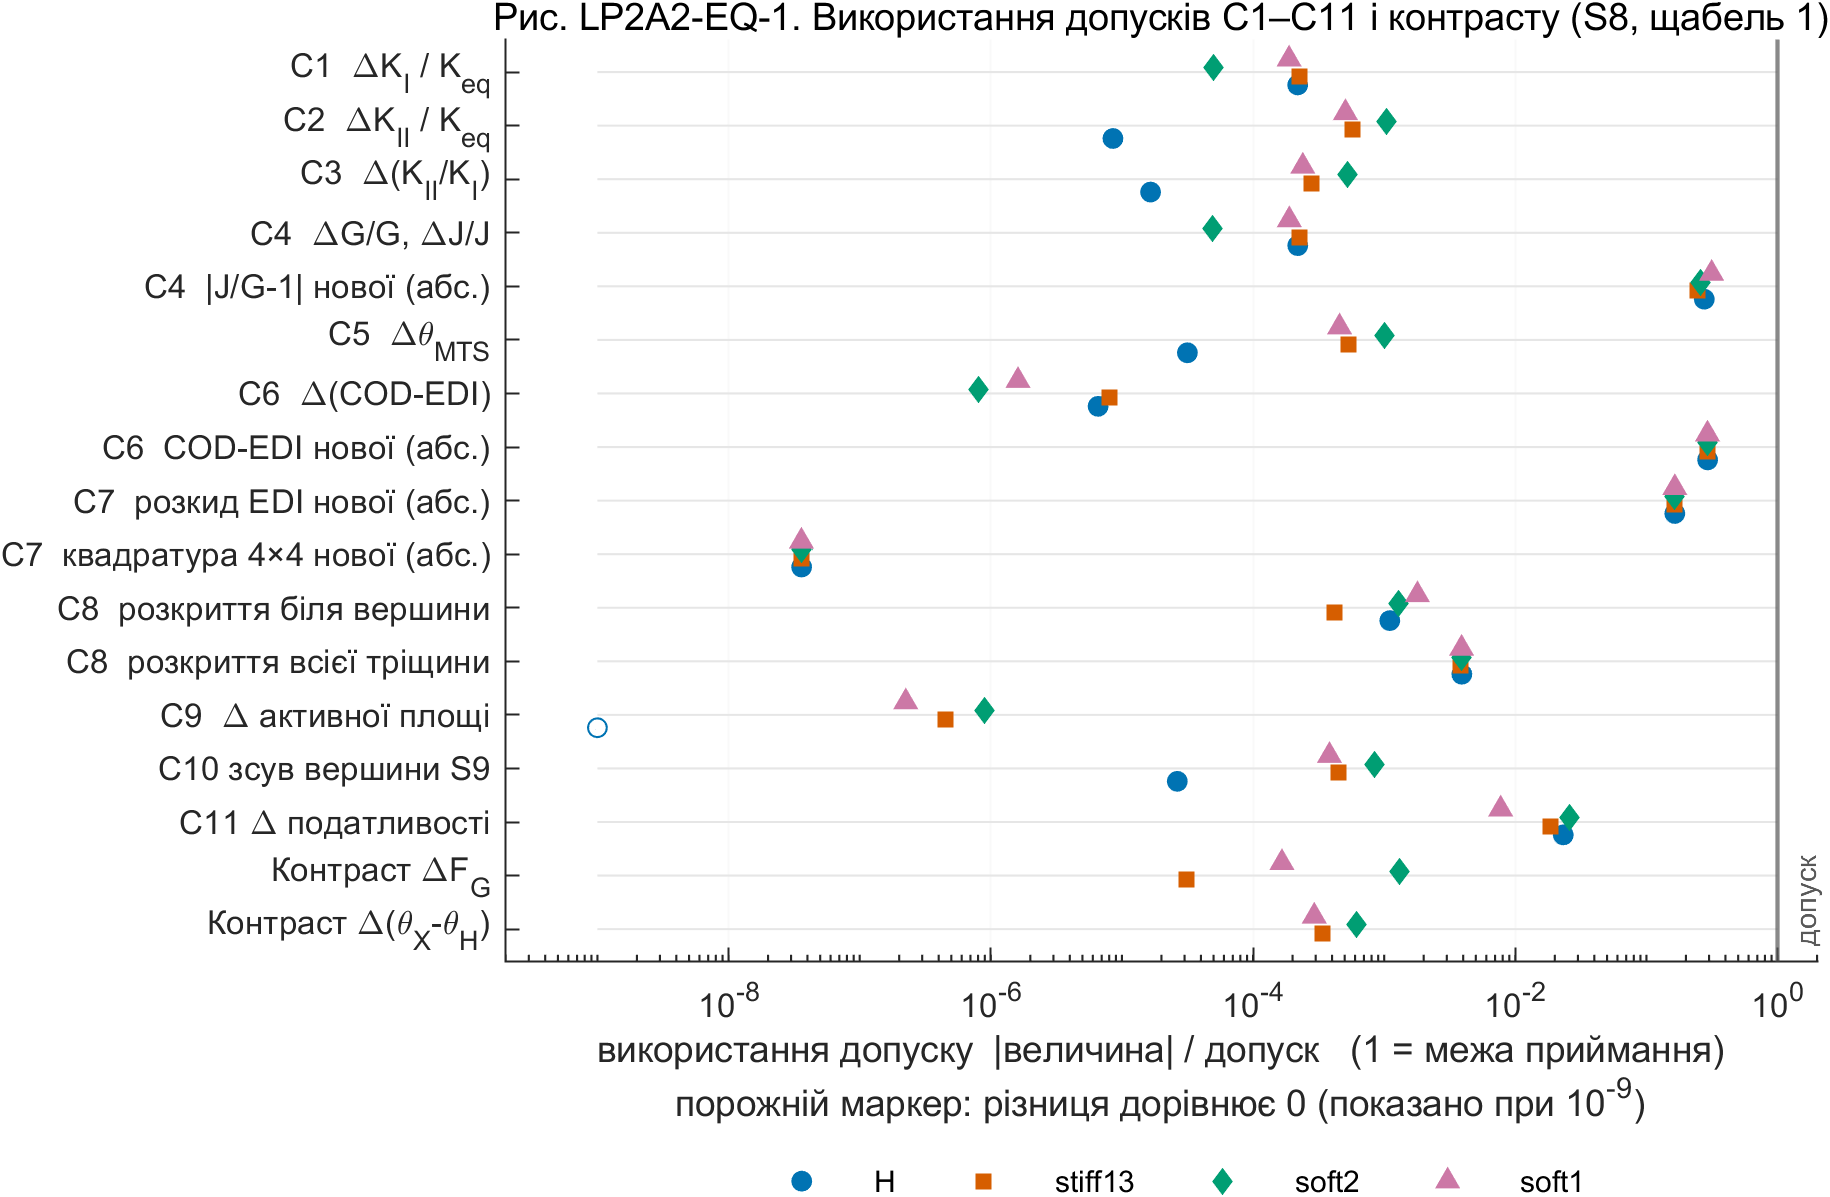 Рис. LP2A2-EQ-1. Використання допусків C1–C11 і контрасту (S8, щабель 1)
C1 ΔK_I / K_eq
C2 ΔK_II / K_eq
C3 Δ(K_II/K_I)
C4 ΔG/G, ΔJ/J
C4 |J/G-1| нової (абс.)
C5 Δθ_MTS
C6 Δ(COD-EDI)
C6 COD-EDI нової (абс.)
C7 розкид EDI нової (абс.)
C7 квадратура 4×4 нової (абс.)
C8 розкриття біля вершини
C8 розкриття всієї тріщини
C9 Δ активної площі
C10 зсув вершини S9
C11 Δ податливості
Контраст ΔF_G
Контраст Δ(θ_X-θ_H)
допуск
10^-8 10^-6 10^-4 10^-2 10^0
використання допуску |величина| / допуск (1 = межа приймання)
порожній маркер: різниця дорівнює 0 (показано при 10^-9)
H stiff13 soft2 soft1